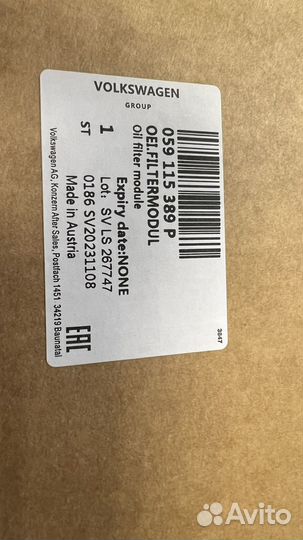 VOLKSWAGEN
GROUP
059 115 389 P
OELFILTERMODUL
Oil filter module
1
ST
Expiry date:NONE
Lot: SV LS 267747
0186 SV20231108
Made in Austria
Volkswagen AG, Konzern After Sales, Postfach 1451 34219 Baunatal
EAC
3847
Avito